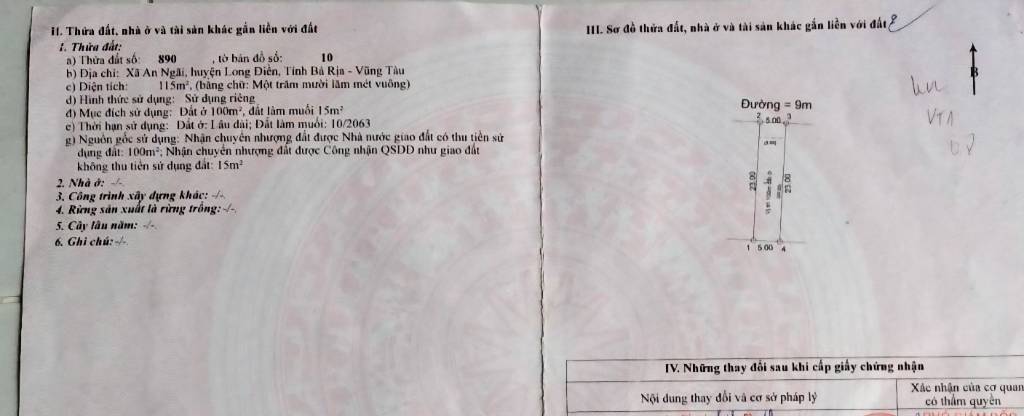 II. Thửa đất, nhà ở và tài sản khác gắn liền với đất
1. Thửa đất:
a) Thửa đất số: 890 , tờ bản đồ số: 10
b) Địa chỉ: Xã An Ngãi, huyện Long Điền, Tỉnh Bà Rịa - Vũng Tàu
c) Diện tích: 115m², (bằng chữ: Một trăm mười lăm mét vuông)
d) Hình thức sử dụng: Sử dụng riêng
đ) Mục đích sử dụng: Đất ở 100m², đất làm muối 15m²
e) Thời hạn sử dụng: Đất ở: Lâu dài; Đất làm muối: 10/2063
g) Nguồn gốc sử dụng: Nhận chuyển nhượng đất được Nhà nước giao đất có thu tiền sử
dụng đất: 100m²; Nhận chuyển nhượng đất được Công nhận QSDĐ như giao đất
không thu tiền sử dụng đất: 15m²
2. Nhà ở: -/-.
3. Công trình xây dựng khác: -/-.
4. Rừng sản xuất là rừng trồng: -/-.
5. Cây lâu năm: -/-.
6. Ghi chú: -/-.
III. Sơ đồ thửa đất, nhà ở và tài sản khác gắn liền với đất
B
Đường = 9m
2 5.00 3
23.00
23.00
1 5.00 4
IV. Những thay đổi sau khi cấp giấy chứng nhận
Nội dung thay đổi và cơ sở pháp lý
Xác nhận của cơ quan
có thẩm quyền